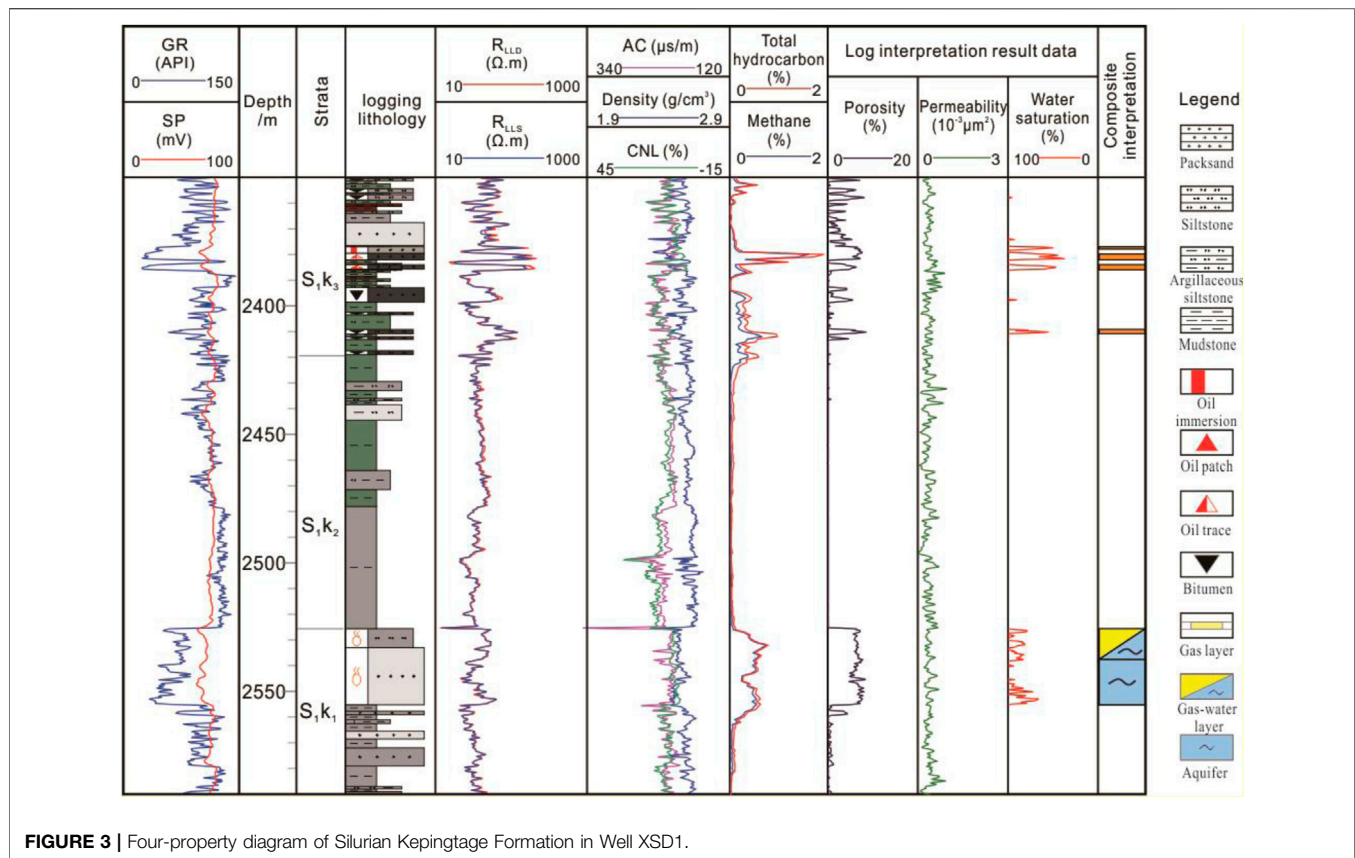 GR
(API)
0 150
SP
(mV)
0 100
Depth
/m
Strata
logging
lithology
R_LLD
(Ω.m)
10 1000
R_LLS
(Ω.m)
10 1000
AC (μs/m)
340 120
Density (g/cm³)
1.9 2.9
CNL (%)
45 -15
Total
hydrocarbon
(%)
0 2
Methane
(%)
0 2
Log interpretation result data
Porosity
(%)
0 20
Permeability
(10⁻³μm²)
0 3
Water
saturation
(%)
100 0
Composite
interpretation
2400
2450
2500
2550
S₁k₃
S₁k₂
S₁k₁
Legend
Packsand
Siltstone
Argillaceous
siltstone
Mudstone
Oil
immersion
Oil patch
Oil trace
Bitumen
Gas layer
Gas-water
layer
Aquifer
FIGURE 3 | Four-property diagram of Silurian Kepingtage Formation in Well XSD1.